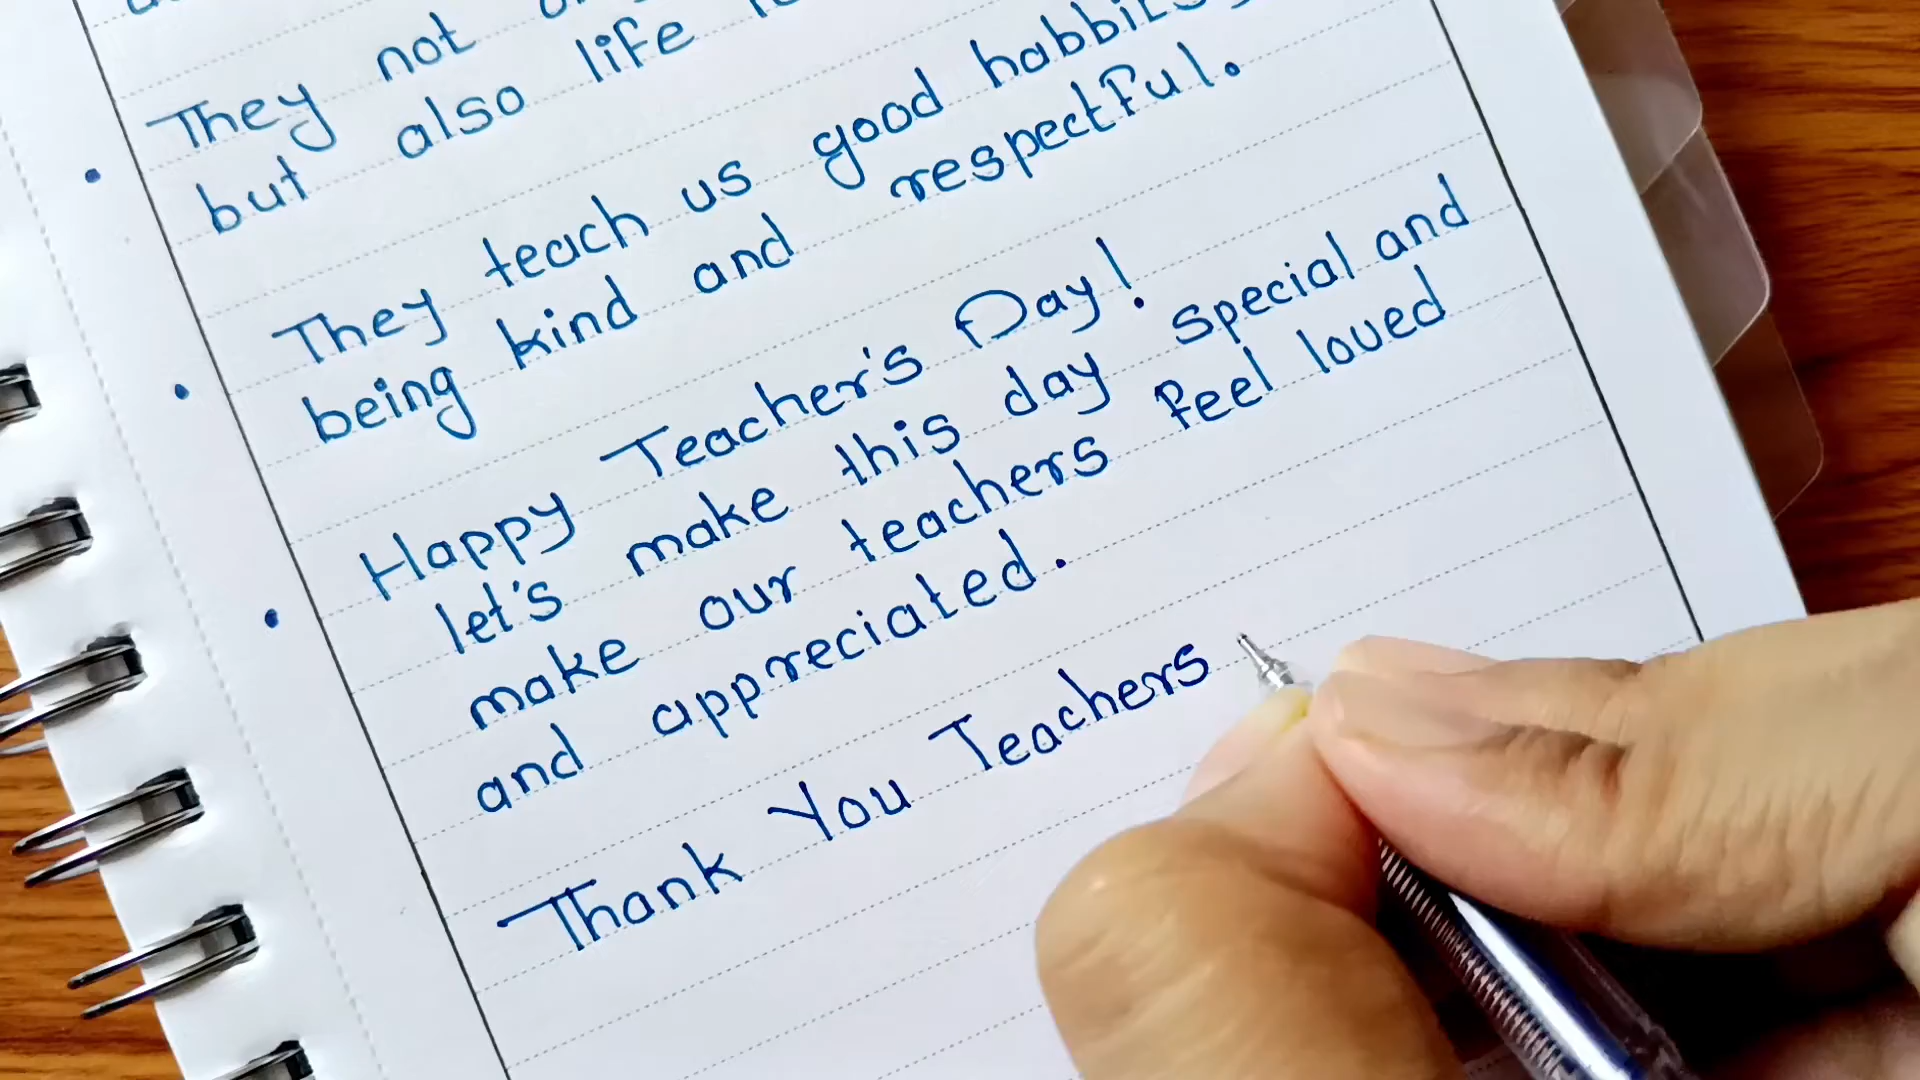 They not
but also life
They teach us good habbits,
being kind and respectful.
Happy Teacher's Day!
let's make this day special and
make our teachers feel loved
and appreciated.
Thank You Teachers